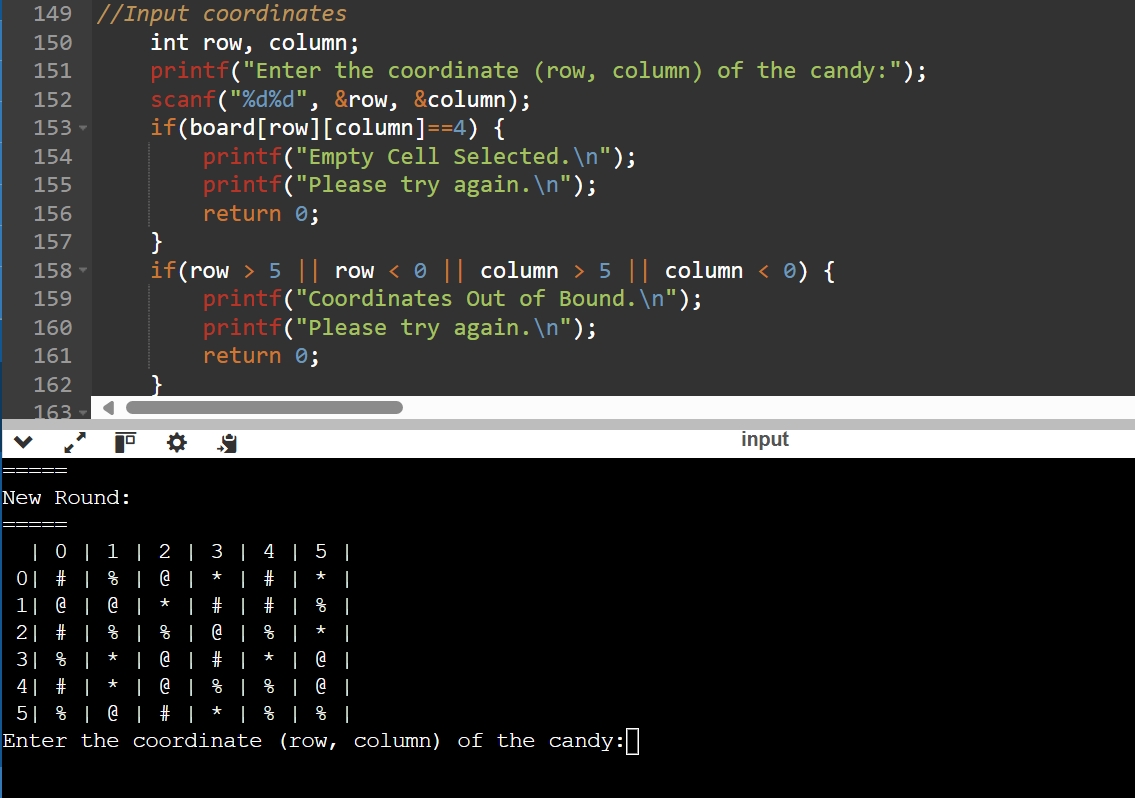 149 //Input coordinates
150     int row, column;
151     printf("Enter the coordinate (row, column) of the candy:");
152     scanf("%d%d", &row, &column);
153     if(board[row][column]==4) {
154         printf("Empty Cell Selected.\n");
155         printf("Please try again.\n");
156         return 0;
157     }
158     if(row > 5 || row < 0 || column > 5 || column < 0) {
159         printf("Coordinates Out of Bound.\n");
160         printf("Please try again.\n");
161         return 0;
162     }
163
input
=====
New Round:
=====
  | 0 | 1 | 2 | 3 | 4 | 5 |
0| # | % | @ | * | # | * |
1| @ | @ | * | # | # | % |
2| # | % | % | @ | % | * |
3| % | * | @ | # | * | @ |
4| # | * | @ | % | % | @ |
5| % | @ | # | * | % | % |
Enter the coordinate (row, column) of the candy: